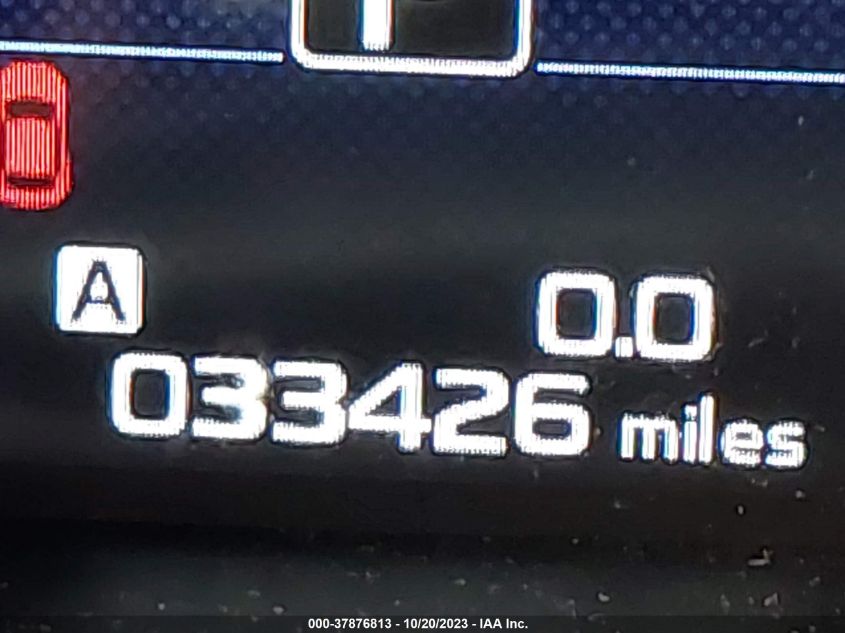 A
0.0
033426 miles
000-37876813 - 10/20/2023 - IAA Inc.